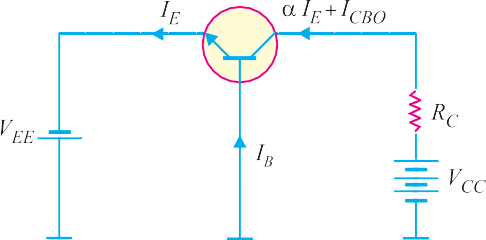 I_E
α I_E + I_CBO
R_C
V_EE
I_B
V_CC